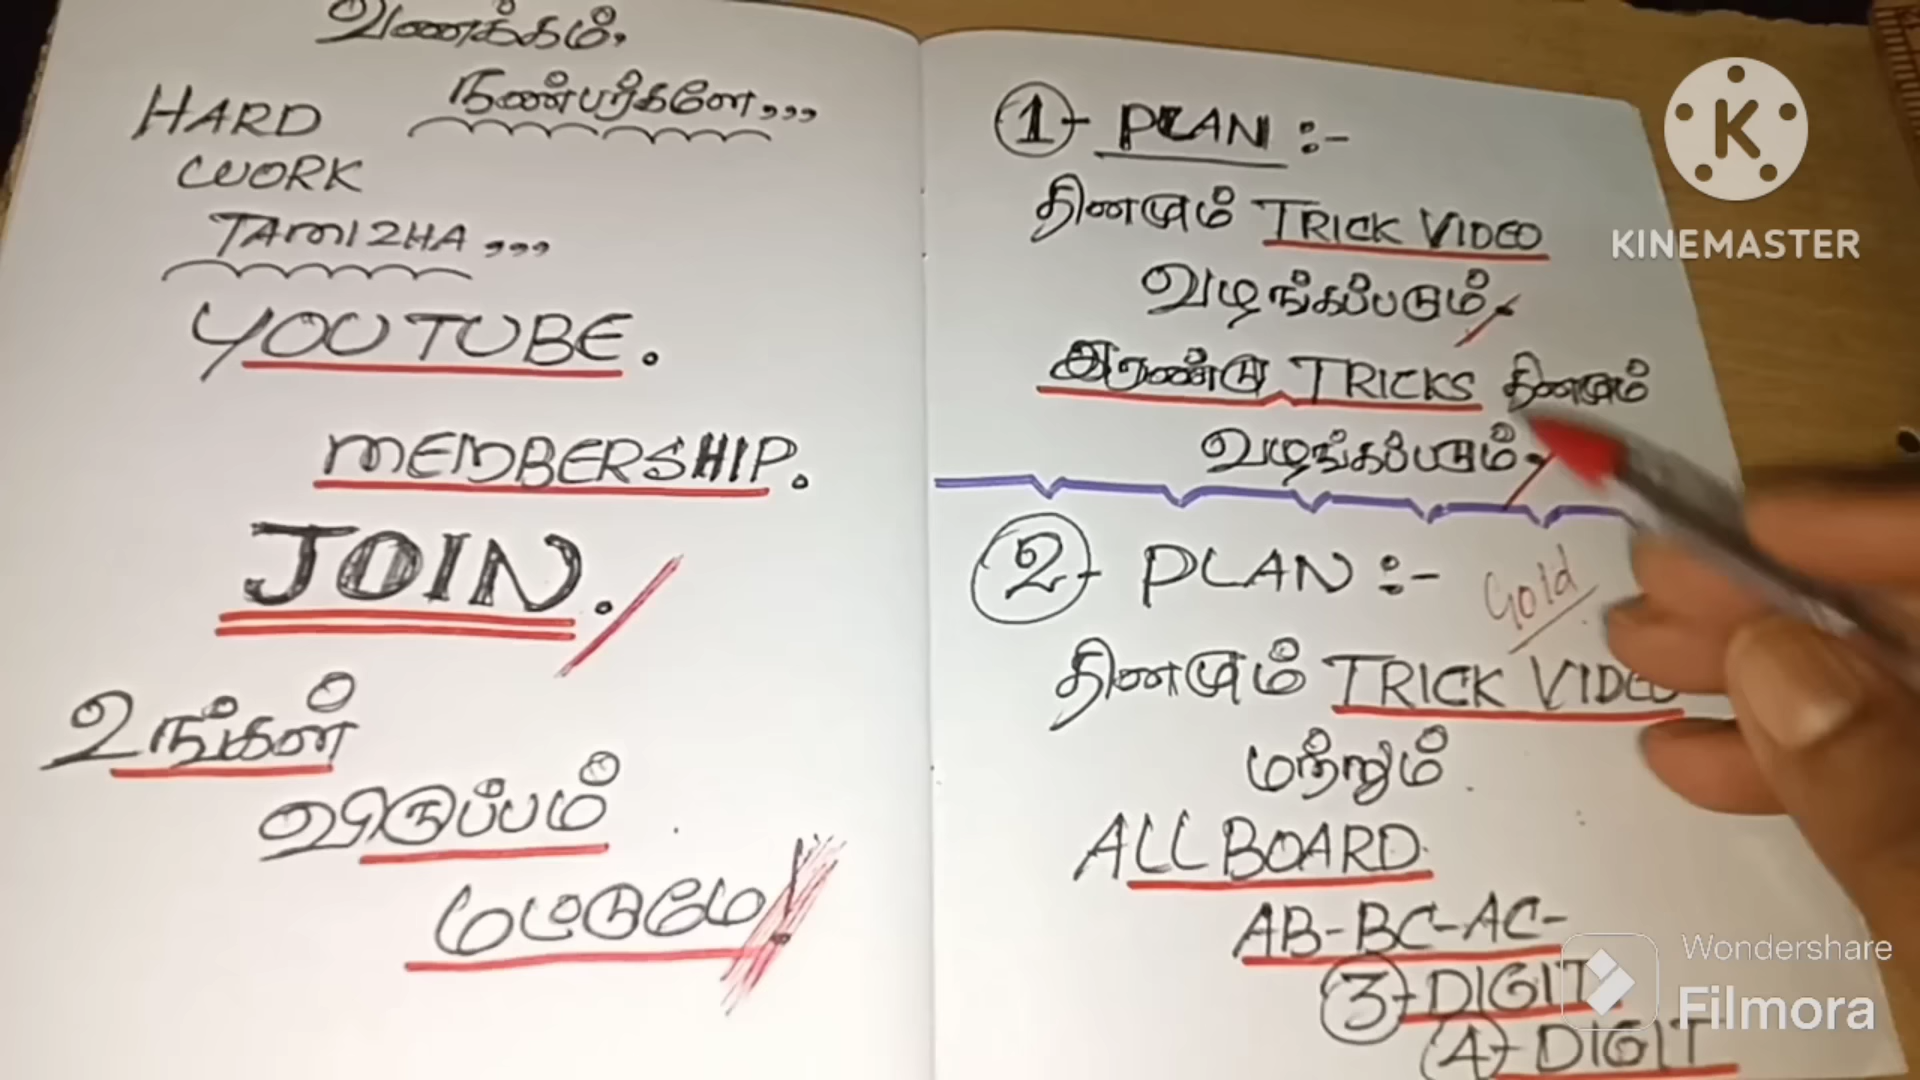 வணக்கம்,
நண்பர்களே,,,
HARD
WORK
TAMIZHA,,,
YOUTUBE.
MEMBERSHIP.
JOIN.
உங்கள்
விருப்பம்
மட்டுமே!
1- PLAN :-
தினமும் TRICK VIDEO
வழங்கப்படும்.
இரண்டு TRICKS தினமும்
வழங்கப்படும்.
2- PLAN :- Gold
தினமும் TRICK VIDEO
மற்றும்
ALL BOARD
AB-BC-AC-
3-DIGIT
4-DIGIT
KINEMASTER
Wondershare
Filmora